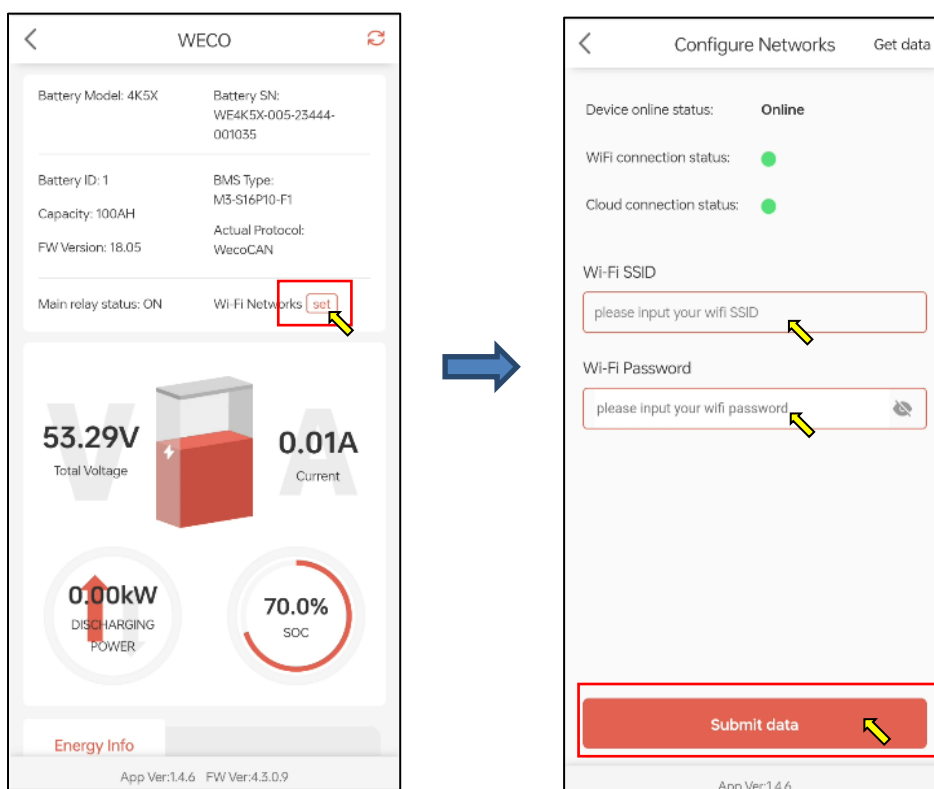 WECO
Battery Model: 4K5X
Battery SN:
WE4K5X-005-23444-
001035
Battery ID: 1
Capacity: 100AH
FW Version: 18.05
BMS Type:
M3-S16P10-F1
Actual Protocol:
WecoCAN
Main relay status: ON
Wi-Fi Networks set
V
53.29V
Total Voltage
A
0.01A
Current
0.00kW
DISCHARGING
POWER
70.0%
SOC
Energy Info
App Ver:1.4.6 FW Ver:4.3.0.9
Configure Networks
Get data
Device online status: Online
WiFi connection status:
Cloud connection status:
Wi-Fi SSID
please input your wifi SSID
Wi-Fi Password
please input your wifi password
Submit data
App Ver:1.4.6